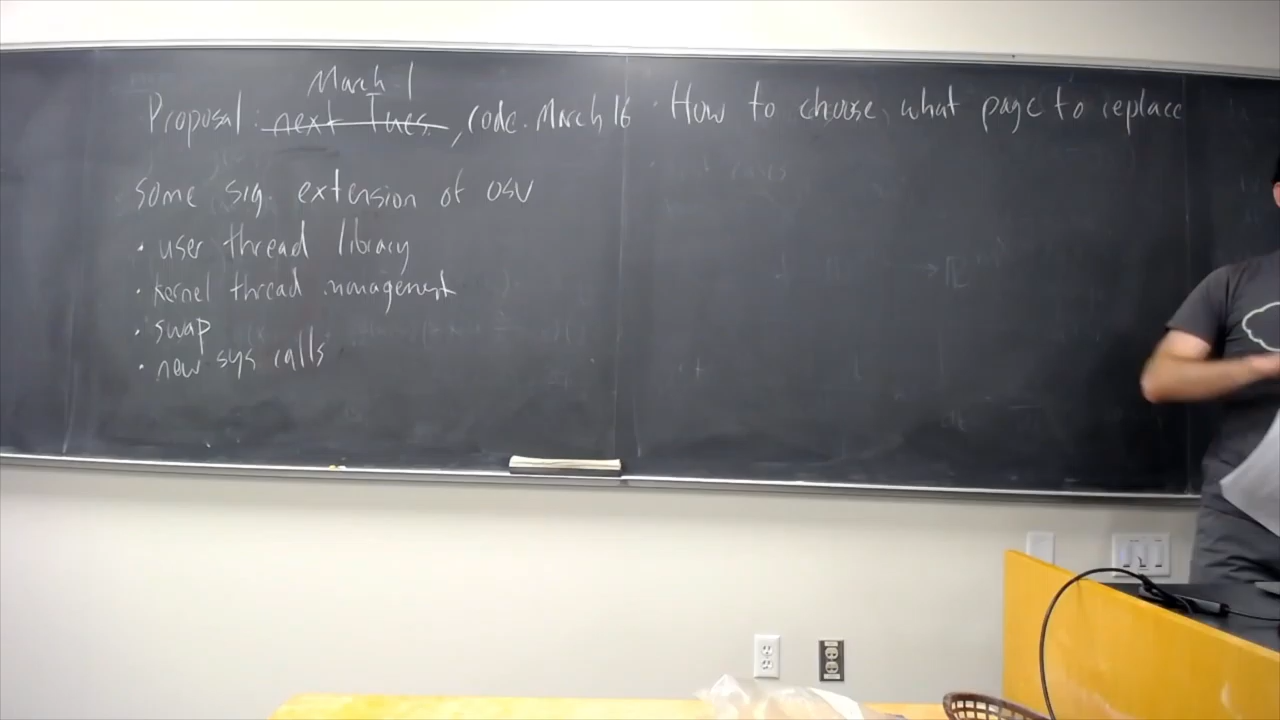 March 1
Proposal: next Tues, code: March 16
some sig. extension of osv
· user thread library
· kernel thread management
· swap
· new sys calls
· How to choose what page to replace